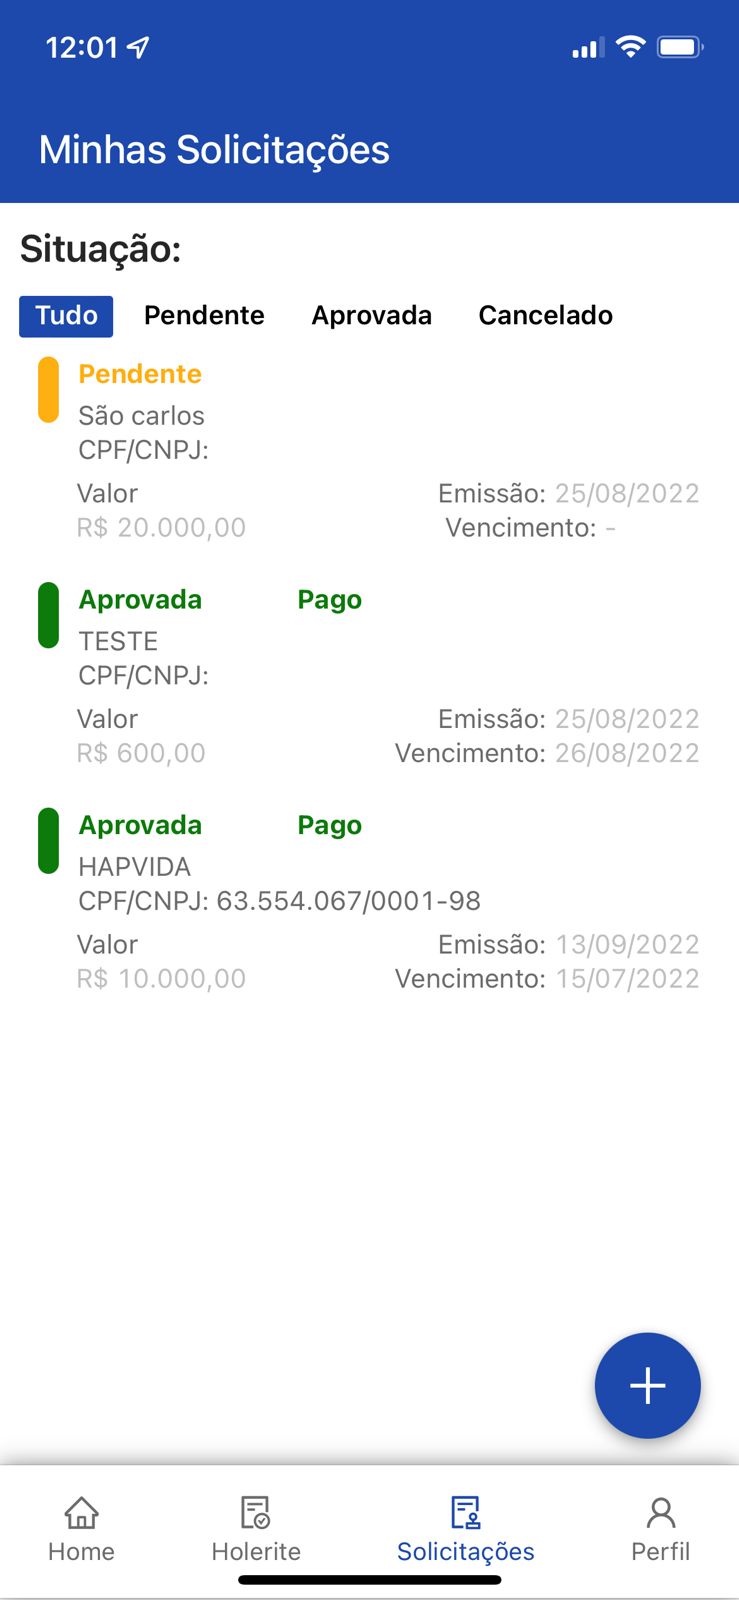 12:01
Minhas Solicitações
Situação:
Tudo Pendente Aprovada Cancelado
Pendente
São carlos
CPF/CNPJ:
Valor Emissão: 25/08/2022
R$ 20.000,00 Vencimento: -
Aprovada Pago
TESTE
CPF/CNPJ:
Valor Emissão: 25/08/2022
R$ 600,00 Vencimento: 26/08/2022
Aprovada Pago
HAPVIDA
CPF/CNPJ: 63.554.067/0001-98
Valor Emissão: 13/09/2022
R$ 10.000,00 Vencimento: 15/07/2022
Home Holerite Solicitações Perfil